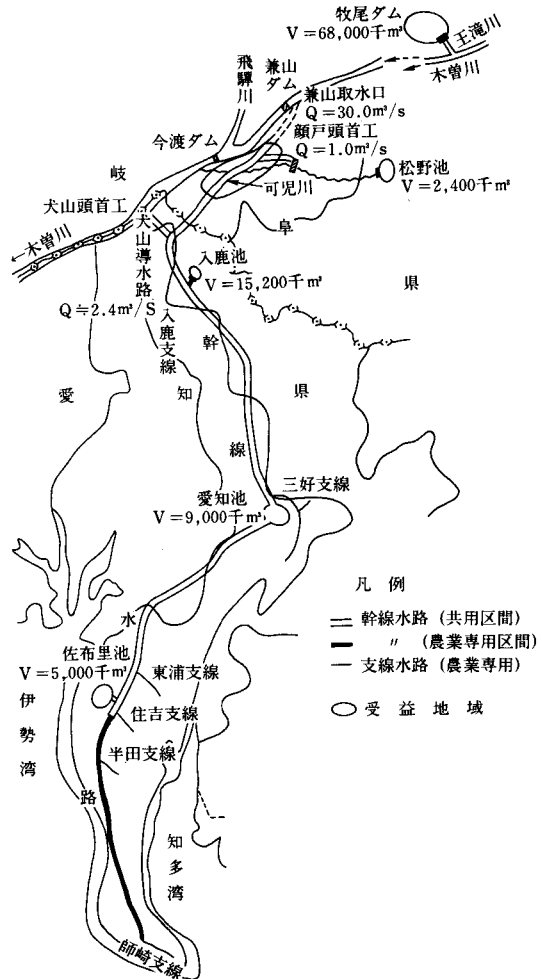 牧尾ダム
V=68,000千m³
王滝川
木曽川
飛驒川
兼山ダム
兼山取水口
Q=30.0m³/s
顔戸頭首工
Q=1.0m³/s
今渡ダム
松野池
V=2,400千m³
可児川
岐
阜
県
犬山頭首工
←木曽川
犬山導水路
Q≒2.4m³/S
入鹿池
V=15,200千m³
入鹿支線
幹
線
水
路
愛
知
県
三好支線
愛知池
V=9,000千m³
凡例
幹線水路(共用区間)
〃(農業専用区間)
支線水路(農業専用)
受益地域
佐布里池
V=5,000千m³
東浦支線
住吉支線
半田支線
伊勢湾
知多湾
師崎支線